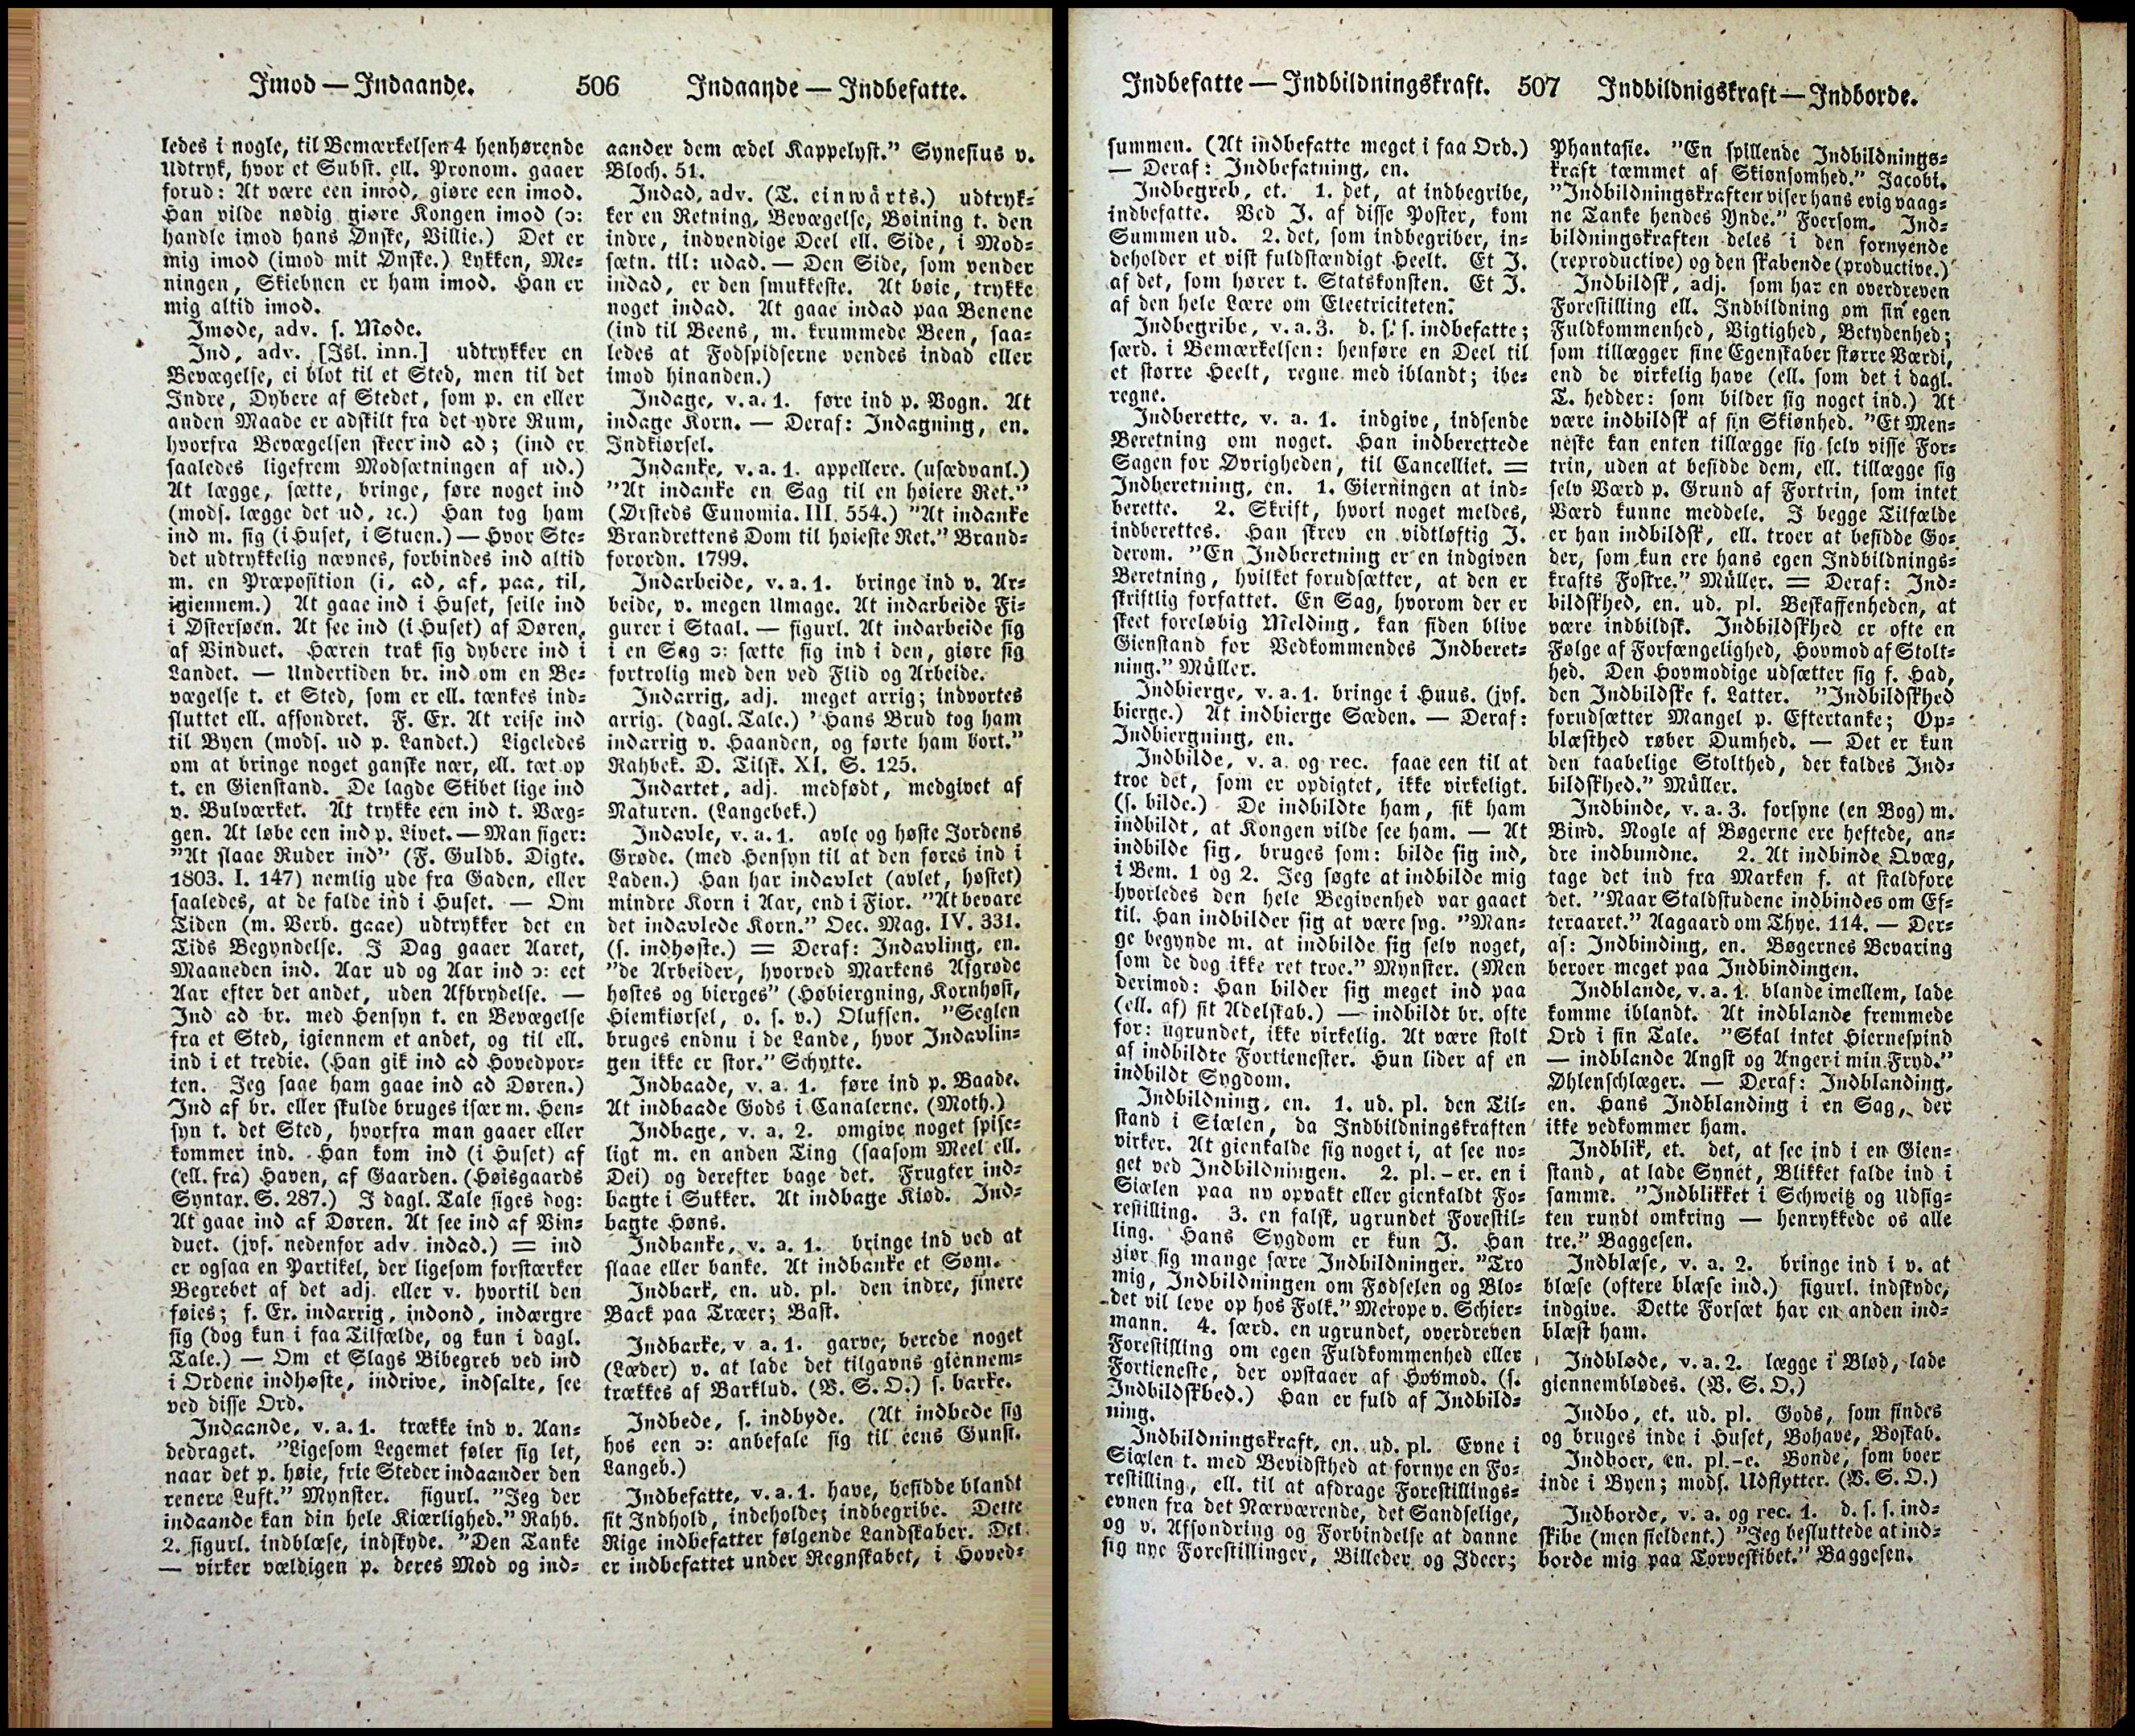 Imod — Indaande. 506 Indaande — Indbefatte.
ledes i nogle, til Bemærkelsen 4 henhørende
Udtryk, hvor et Subst. ell. Pronom. gaaer
forud: At være een imod, giøre een imod.
Han vilde nødig giøre Kongen imod (ɔ:
handle imod hans Ønske, Villie.) Det er
mig imod (imod mit Ønske.) Lykken, Me-
ningen, Skiebnen er ham imod. Han er
mig altid imod.
Imøde, adv. s. Møde.
Ind, adv. [Isl. inn.] udtrykker en
Bevægelse, ei blot til et Sted, men til det
Indre, Dybere af Stedet, som p. en eller
anden Maade er adskilt fra det ydre Rum,
hvorfra Bevægelsen skeer ind ad; (ind er
saaledes ligefrem Modsætningen af ud.)
At lægge, sætte, bringe, føre noget ind
(mods. lægge det ud, ꝛc.) Han tog ham
ind m. sig (i Huset, i Stuen.) — Hvor Ste-
det udtrykkelig nævnes, forbindes ind altid
m. en Præposition (i, ad, af, paa, til,
igiennem.) At gaae ind i Huset, seile ind
i Østersøen. At see ind (i Huset) af Døren,
af Vinduet. Hæren trak sig dybere ind i
Landet. — Undertiden br. ind om en Be-
vægelse t. et Sted, som er ell. tænkes ind-
sluttet ell. affondret. F. Ex. At reise ind
til Byen (mods. ud p. Landet.) Ligeledes
om at bringe noget ganske nær, ell. tæt op
t. en Gienstand. De lagde Skibet lige ind
v. Bulværket. At trykke een ind t. Væg-
gen. At løbe een ind p. Livet. — Man siger:
"At slaae Ruder ind" (F. Guldb. Digte.
1803. I. 147) nemlig ude fra Gaden, eller
saaledes, at de falde ind i Huset. — Om
Tiden (m. Verb. gaae) udtrykker det en
Tids Begyndelse. I Dag gaaer Aaret,
Maaneden ind. Aar ud og Aar ind ɔ: eet
Aar efter det andet, uden Afbrydelse. —
Ind ad br. med Hensyn t. en Bevægelse
fra et Sted, igiennem et andet, og til ell.
ind i et tredie. (Han gik ind ad Hovedpor-
ten. Jeg saae ham gaae ind ad Døren.)
Ind af br. eller skulde bruges især m. Hen-
syn t. det Sted, hvorfra man gaaer eller
kommer ind. Han kom ind (i Huset) af
(ell. fra) Haven, af Gaarden. (Høisgaards
Syntax. S. 287.) I dagl. Tale siges dog:
At gaae ind af Døren. At see ind af Vin-
duet. (jvf. nedenfor adv. indad.) = ind
er ogsaa en Partikel, der ligesom forstærker
Begrebet af det adj. eller v. hvortil den
føies; f. Ex. indarrig, indond, indærgre
sig (dog kun i faa Tilfælde, og kun i dagl.
Tale.) — Om et Slags Bibegreb ved ind
i Ordene indhøste, indrive, indsalte, see
ved disse Ord.
Indaande, v. a. 1. trække ind v. Aan-
dedraget. "Ligesom Legemet føler sig let,
naar det p. høie, frie Steder indaander den
renere Luft." Mynster. figurl. "Jeg der
indaande kan din hele Kiærlighed." Rahb.
2. figurl. indblæse, indskyde. "Den Tanke
— virker vældigen p. deres Mod og ind-
aander dem ædel Kappelyst." Synesius v.
Bloch. 51.
Indad, adv. (T. einwärts.) udtryk-
ker en Retning, Bevægelse, Bøining t. den
indre, indvendige Deel ell. Side, i Mod-
sætn. til: udad. — Den Side, som vender
indad, er den smukkeste. At bøie, trykke
noget indad. At gaae indad paa Benene
(ind til Beens, m. krummede Been, saa-
ledes at Fodspidserne vendes indad eller
imod hinanden.)
Indage, v. a. 1. føre ind p. Vogn. At
indage Korn. — Deraf: Indagning, en.
Indkiørsel.
Indanke, v. a. 1. appellere. (usædvanl.)
"At indanke en Sag til en høiere Ret."
(Ørsteds Eunomia. III. 554.) "At indanke
Brandrettens Dom til høieste Ret." Brand-
forordn. 1799.
Indarbeide, v. a. 1. bringe ind v. Ar-
beide, v. megen Umage. At indarbeide Fi-
gurer i Staal. — figurl. At indarbeide sig
i en Sag ɔ: sætte sig ind i den, giøre sig
fortrolig med den ved Flid og Arbeide.
Indarrig, adj. meget arrig; indvortes
arrig. (dagl. Tale.) "Hans Brud tog ham
indarrig v. Haanden, og førte ham bort."
Rahbek. D. Tilsk. XI. S. 125.
Indartet, adj. medfødt, medgivet af
Naturen. (Langebek.)
Indavle, v. a. 1. avle og høste Jordens
Grøde. (med Hensyn til at den føres ind i
Laden.) Han har indavlet (avlet, høstet)
mindre Korn i Aar, end i Fior. "At bevare
det indavlede Korn." Oec. Mag. IV. 331.
(s. indhøste.) = Deraf: Indavling, en.
"de Arbeider, hvorved Markens Afgrøde
høstes og bierges" (Høbiergning, Kornhøst,
Hiemkiørsel, o. s. v.) Olufsen. "Seglen
bruges endnu i de Lande, hvor Indavlin-
gen ikke er stor." Schytte.
Indbaade, v. a. 1. føre ind p. Baade.
At indbaade Gods i Canalerne. (Moth.)
Indbage, v. a. 2. omgive noget spise-
ligt m. en anden Ting (saasom Meel ell.
Dei) og derefter bage det. Frugter ind-
bagte i Sukker. At indbage Kiød. Ind-
bagte Høns.
Indbanke, v. a. 1. bringe ind ved at
slaae eller banke. At indbanke et Søm.
Indbark, en. ud. pl. den indre, finere
Bark paa Træer; Bast.
Indbarke, v a. 1. garve, berede noget
(Læder) v. at lade det tilgavns giennem-
trækkes af Barklud. (V. S. O.) s. barke.
Indbede, s. indbyde. (At indbede sig
hos een ɔ: anbefale sig til eens Gunst.
Langeb.)
Indbefatte, v. a. 1. have, besidde blandt
sit Indhold, indeholde; indbegribe. Dette
Rige indbefatter følgende Landskaber. Det
er indbefattet under Regnskabet, i Hoved-
Indbefatte — Indbildningskraft. 507 Indbildnigskraft — Indborde.
summen. (At indbefatte meget i faa Ord.)
— Deraf: Indbefatning, en.
Indbegreb, et. 1. det, at indbegribe,
indbefatte. Ved I. af disse Poster, kom
Summen ud. 2. det, som indbegriber, in-
deholder et vist fuldstændigt Heelt. Et I.
af det, som hører t. Statskonsten. Et I.
af den hele Lære om Electriciteten.
Indbegribe, v. a. 3. d. s. s. indbefatte;
særd. i Bemærkelsen: henføre en Deel til
et større Heelt, regne med iblandt; ibe-
regne.
Indberette, v. a. 1. indgive, indsende
Beretning om noget. Han indberettede
Sagen for Øvrigheden, til Cancelliet. =
Indberetning, en. 1. Gierningen at ind-
berette. 2. Skrift, hvori noget meldes,
indberettes. Han skrev en vidtløftig I.
derom. "En Indberetning er en indgiven
Beretning, hvilket forudsætter, at den er
skriftlig forfattet. En Sag, hvorom der er
skeet foreløbig Melding, kan siden blive
Gienstand for Vedkommendes Indberet-
ning." Müller.
Indbierge, v. a. 1. bringe i Huus. (jvf.
bierge.) At indbierge Sæden. — Deraf:
Indbiergning, en.
Indbilde, v. a. og rec. faae een til at
troe det, som er opdigtet, ikke virkeligt.
(s. bilde.) De indbildte ham, fik ham
indbildt, at Kongen vilde see ham. — At
indbilde sig, bruges som: bilde sig ind,
i Bem. 1 og 2. Jeg søgte at indbilde mig
hvorledes den hele Begivenhed var gaaet
til. Han indbilder sig at være syg. "Man-
ge begynde m. at indbilde sig selv noget,
som de dog ikke ret troe." Mynster. (Men
derimod: Han bilder sig meget ind paa
(ell. af) sit Adelskab.) — indbildt br. ofte
for: ugrundet, ikke virkelig. At være stolt
af indbildte Fortienester. Hun lider af en
indbildt Sygdom.
Indbildning, en. 1. ud. pl. den Til-
stand i Siælen, da Indbildningskraften
virker. At gienkalde sig noget i, at see no-
get ved Indbildningen. 2. pl. -er. en i
Siælen paa ny opvakt eller gienkaldt Fo-
restilling. 3. en falsk, ugrundet Forestil-
ling. Hans Sygdom er kun I. Han
giør sig mange sære Indbildninger. "Tro
mig, Indbildningen om Fødselen og Blo-
det vil leve op hos Folk." Merope v. Schier-
mann. 4. særd. en ugrundet, overdreven
Forestilling om egen Fuldkommenhed eller
Fortieneste, der opstaaer af Hovmod. (s.
Indbildskhed.) Han er fuld af Indbild-
ning.
Indbildningskraft, en. ud. pl. Evne i
Siælen t. med Bevidsthed at fornye en Fo-
restilling, ell. til at afdrage Forestillings-
evnen fra det Nærværende, det Sandselige,
og v. Affondring og Forbindelse at danne
sig nye Forestillinger, Billeder og Ideer;
Phantasie. "En spillende Indbildnings-
kraft tæmmet af Skiønsomhed." Jacobi.
"Indbildningskraften viser hans evig vaag-
ne Tanke hendes Ynde." Foersom. Ind-
bildningskraften deles i den fornyende
(reproductive) og den skabende (productive.)
Indbildsk, adj. som har en overdreven
Forestilling ell. Indbildning om sin egen
Fuldkommenhed, Vigtighed, Betydenhed;
som tillægger sine Egenskaber større Værdi,
end de virkelig have (ell. som det i dagl.
T. hedder: som bilder sig noget ind.) At
være indbildsk af sin Skiønhed. "Et Men-
neske kan enten tillægge sig selv visse For-
trin, uden at besidde dem, ell. tillægge sig
selv Værd p. Grund af Fortrin, som intet
Værd kunne meddele. I begge Tilfælde
er han indbildsk, ell. troer at besidde Go-
der, som kun ere hans egen Indbildnings-
krafts Fostre." Müller. = Deraf: Ind-
bildskhed, en. ud. pl. Beskaffenheden, at
være indbildsk. Indbildskhed er ofte en
Følge af Forfængelighed, Hovmod af Stolt-
hed. Den Hovmodige udsætter sig f. Had,
den Indbildske f. Latter. "Indbildskhed
forudsætter Mangel p. Eftertanke; Op-
blæsthed røber Dumhed. — Det er kun
den taabelige Stolthed, der kaldes Ind-
bildskhed." Müller.
Indbinde, v. a. 3. forsyne (en Bog) m.
Bind. Nogle af Bøgerne ere heftede, an-
dre indbundne. 2. At indbinde Qvæg,
tage det ind fra Marken f. at staldfore
det. "Naar Staldstudene indbindes om Ef-
teraaret." Aagaard om Thye. 114. — Der-
af: Indbinding, en. Bøgernes Bevaring
beroer meget paa Indbindingen.
Indblande, v. a. 1. blande imellem, lade
komme iblandt. At indblande fremmede
Ord i sin Tale. "Skal intet Hiernespind
— indblande Angst og Anger i min Fryd."
Øhlenschlæger. — Deraf: Indblanding,
en. Hans Indblanding i en Sag, der
ikke vedkommer ham.
Indblik, et. det, at see ind i en Gien-
stand, at lade Synet, Blikket falde ind i
samme. "Indblikket i Schweitz og Udsig-
ten rundt omkring — henrykkede os alle
tre." Baggesen.
Indblæse, v. a. 2. bringe ind i v. at
blæse (oftere blæse ind.) figurl. indskyde,
indgive. Dette Forsæt har en anden ind-
blæst ham.
Indbløde, v. a. 2. lægge i Blød, lade
giennemblødes. (V. S. O.)
Indbo, et. ud. pl. Gods, som findes
og bruges inde i Huset, Bohave, Boskab.
Indboer, en. pl. -e. Bonde, som boer
inde i Byen; mods. Udflytter. (V. S. O.)
Indborde, v. a. og rec. 1. d. s. s. ind-
skibe (men sieldent.) "Jeg besluttede at ind-
borde mig paa Torveskibet." Baggesen.